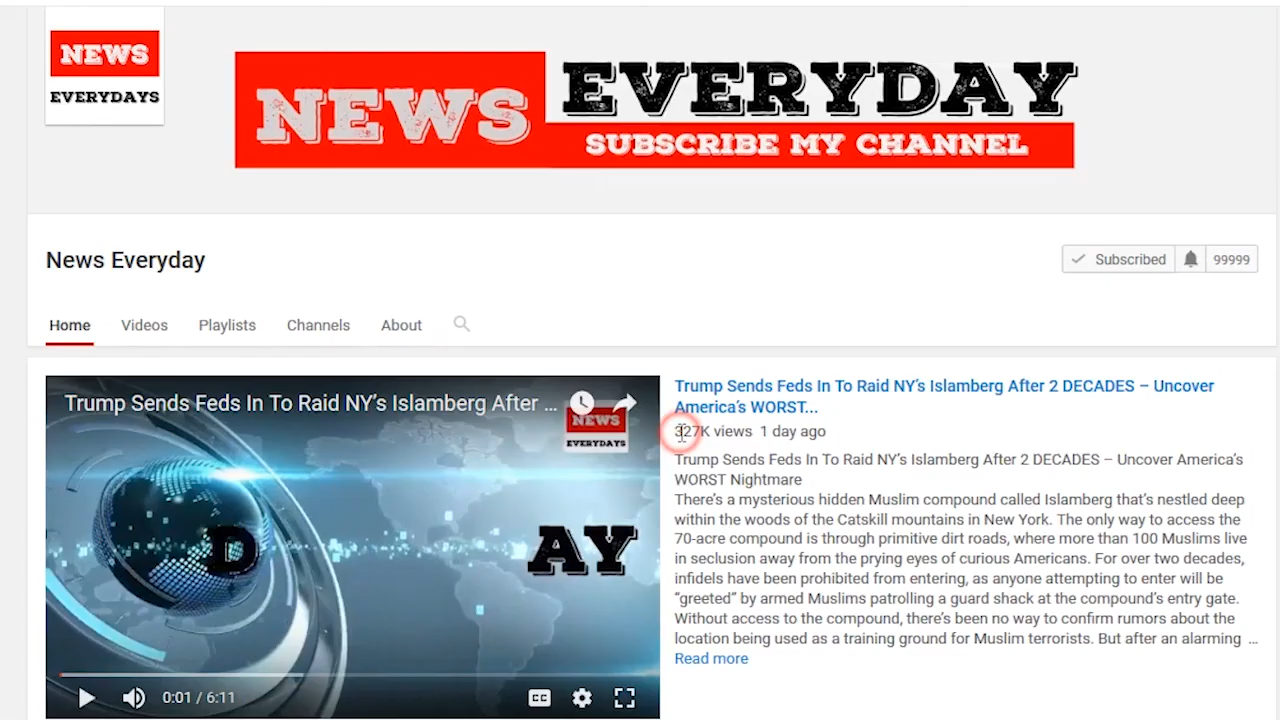 NEWS
EVERYDAYS
NEWS
EVERYDAY
SUBSCRIBE MY CHANNEL
News Everyday
Subscribed
99999
Home
Videos
Playlists
Channels
About
Trump Sends Feds In To Raid NY's Islamberg After ...
NEWS
EVERYDAYS
D
AY
0:01 / 6:11
CC
Trump Sends Feds In To Raid NY's Islamberg After 2 DECADES – Uncover
America's WORST...
327K views 1 day ago
Trump Sends Feds In To Raid NY's Islamberg After 2 DECADES – Uncover America's
WORST Nightmare
There's a mysterious hidden Muslim compound called Islamberg that's nestled deep
within the woods of the Catskill mountains in New York. The only way to access the
70-acre compound is through primitive dirt roads, where more than 100 Muslims live
in seclusion away from the prying eyes of curious Americans. For over two decades,
infidels have been prohibited from entering, as anyone attempting to enter will be
“greeted” by armed Muslims patrolling a guard shack at the compound's entry gate.
Without access to the compound, there's been no way to confirm rumors about the
location being used as a training ground for Muslim terrorists. But after an alarming ...
Read more